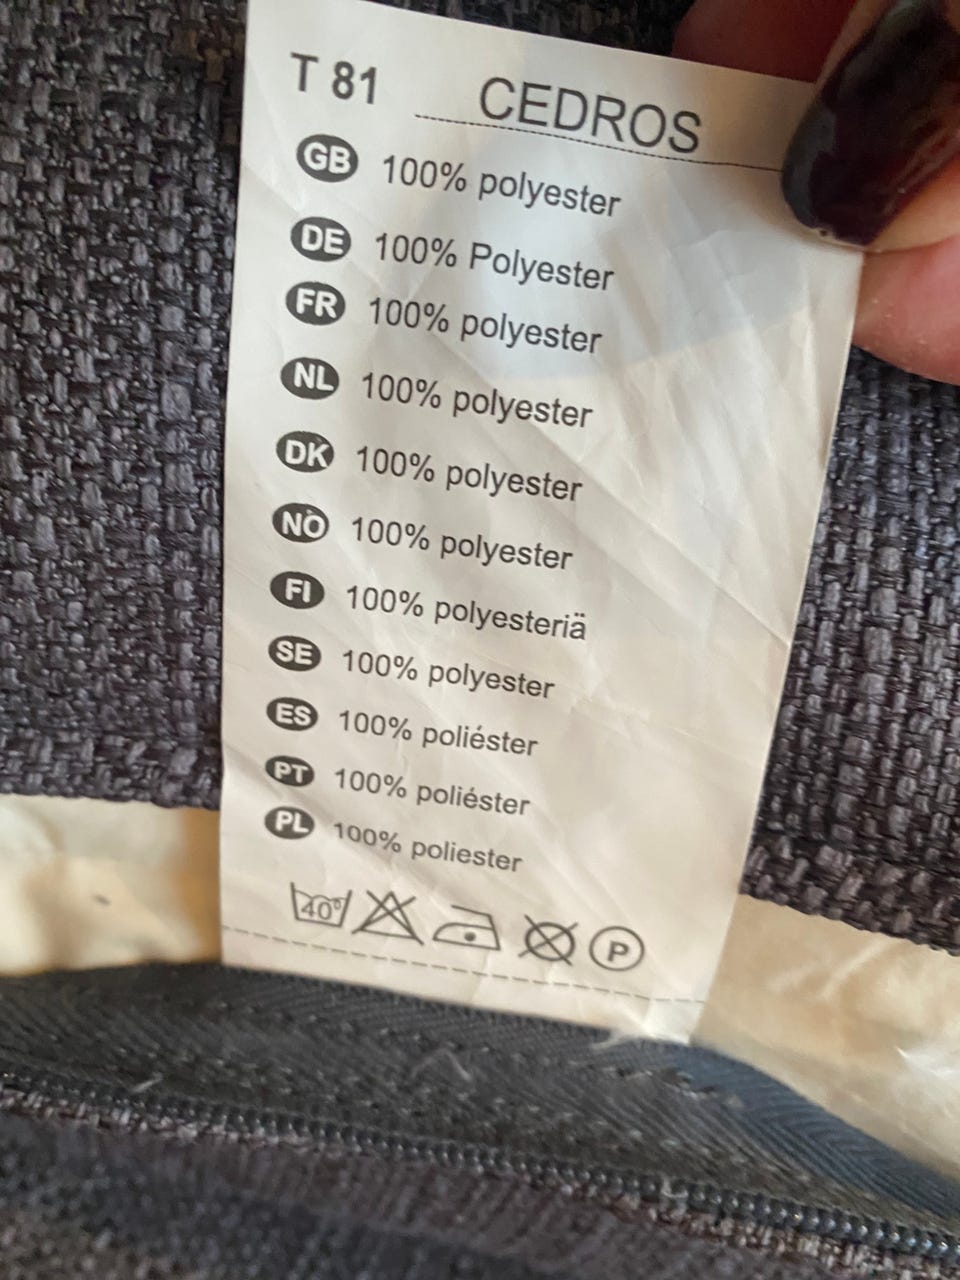 T 81 CEDROS
GB 100% polyester
DE 100% Polyester
FR 100% polyester
NL 100% polyester
DK 100% polyester
NO 100% polyester
FI 100% polyesteriä
SE 100% polyester
ES 100% poliéster
PT 100% poliéster
PL 100% poliester
40° P